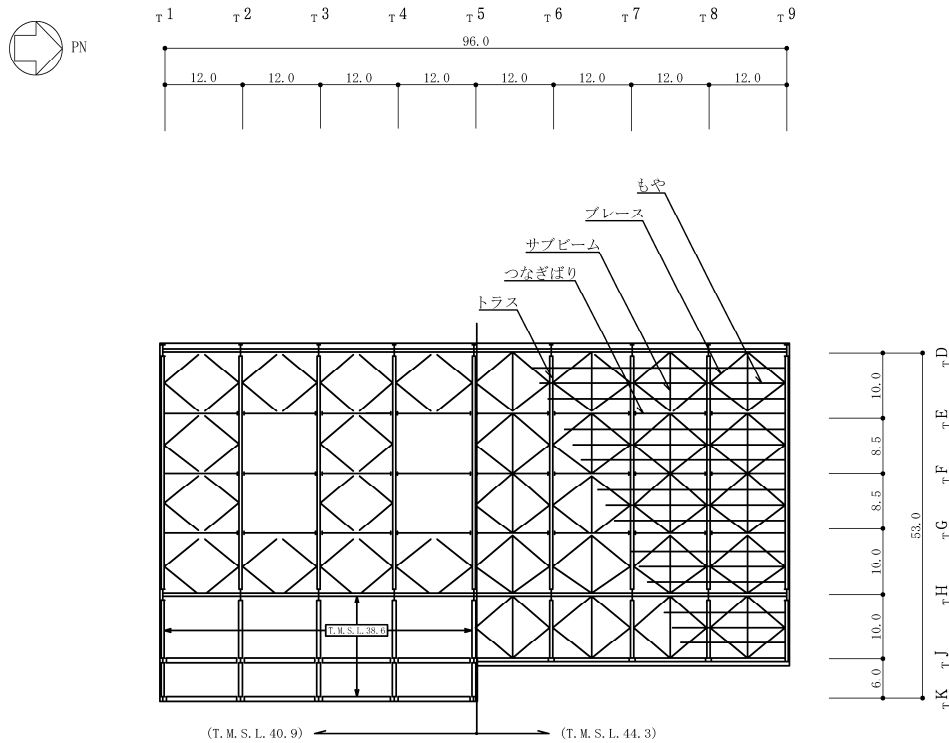 T1 T2 T3 T4 T5 T6 T7 T8 T9
PN
96.0
12.0 12.0 12.0 12.0 12.0 12.0 12.0 12.0
もや
ブレース
サブビーム
つなぎばり
トラス
TD
10.0
TE
8.5
TF
8.5
TG
53.0
10.0
TH
10.0
TJ
6.0
TK
T.M.S.L.38.6
(T.M.S.L.40.9) (T.M.S.L.44.3)